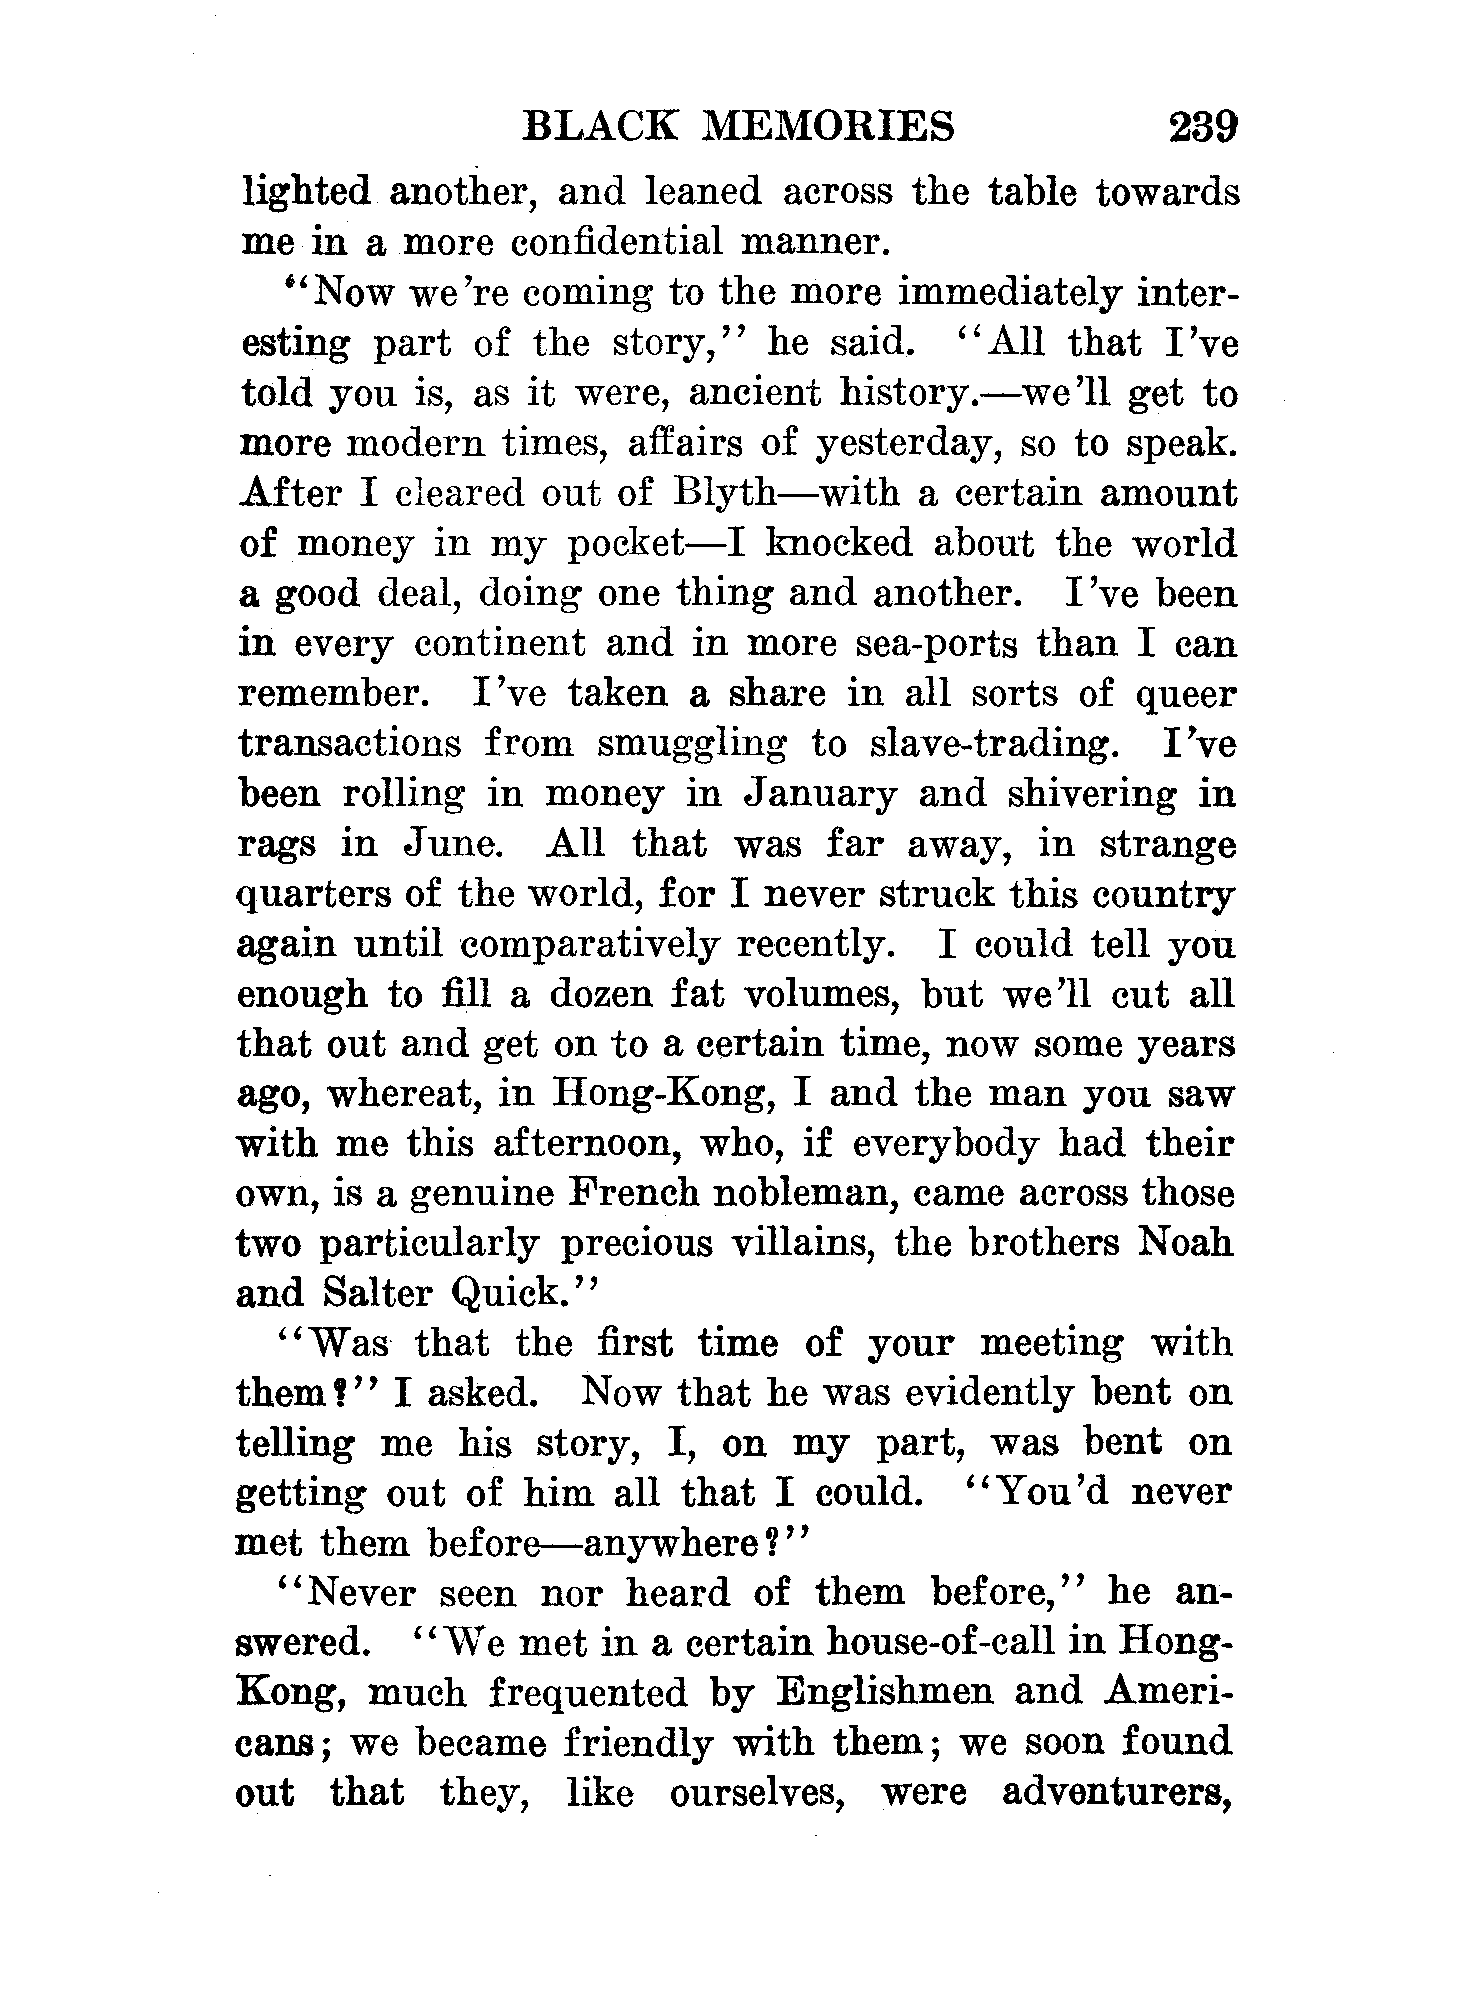 BLACK MEMORIES 239
lighted another, and leaned across the table towards
me in a more confidential manner.
“Now we’re coming to the more immediately inter-
esting part of the story,” he said. “All that I’ve
told you is, as it were, ancient history.—we’ll get to
more modern times, affairs of yesterday, so to speak.
After I cleared out of Blyth—with a certain amount
of money in my pocket—I knocked about the world
a good deal, doing one thing and another. I’ve been
in every continent and in more sea-ports than I can
remember. I’ve taken a share in all sorts of queer
transactions from smuggling to slave-trading. I’ve
been rolling in money in January and shivering in
rags in June. All that was far away, in strange
quarters of the world, for I never struck this country
again until comparatively recently. I could tell you
enough to fill a dozen fat volumes, but we’ll cut all
that out and get on to a certain time, now some years
ago, whereat, in Hong-Kong, I and the man you saw
with me this afternoon, who, if everybody had their
own, is a genuine French nobleman, came across those
two particularly precious villains, the brothers Noah
and Salter Quick.”
“Was that the first time of your meeting with
them?” I asked. Now that he was evidently bent on
telling me his story, I, on my part, was bent on
getting out of him all that I could. “You’d never
met them before—anywhere?”
“Never seen nor heard of them before,” he an-
swered. “We met in a certain house-of-call in Hong-
Kong, much frequented by Englishmen and Ameri-
cans; we became friendly with them; we soon found
out that they, like ourselves, were adventurers,